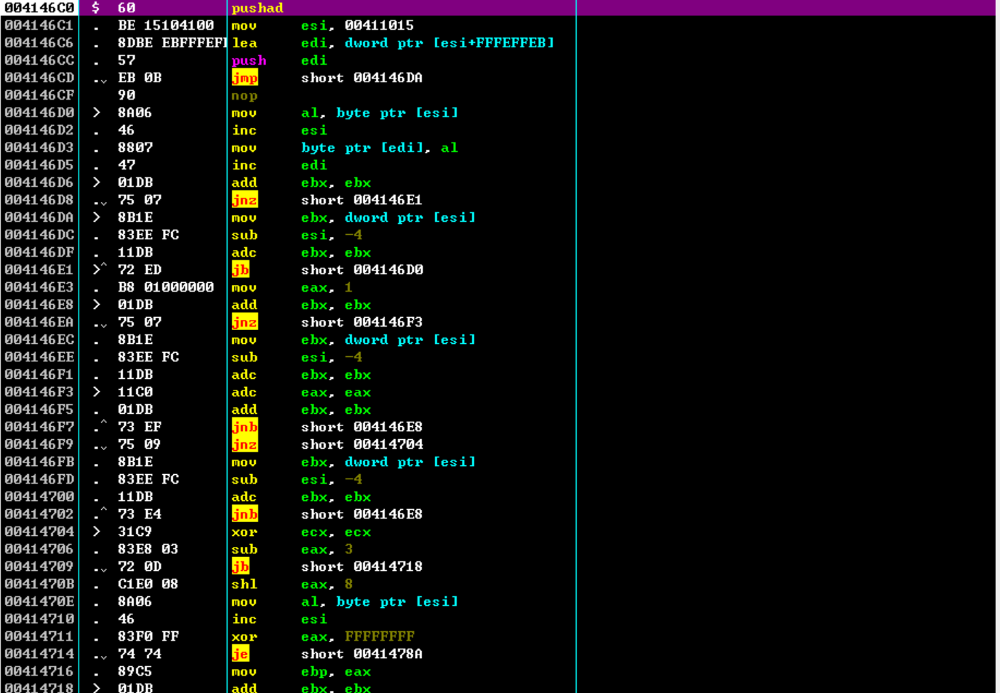 004146C0 $ 60 pushad
004146C1 . BE 15104100 mov esi, 00411015
004146C6 . 8DBE EBFFFEFI lea edi, dword ptr [esi+FFFEFFEB]
004146CC . 57 push edi
004146CD .⌄ EB 0B jmp short 004146DA
004146CF 90 nop
004146D0 > 8A06 mov al, byte ptr [esi]
004146D2 . 46 inc esi
004146D3 . 8807 mov byte ptr [edi], al
004146D5 . 47 inc edi
004146D6 > 01DB add ebx, ebx
004146D8 .⌄ 75 07 jnz short 004146E1
004146DA > 8B1E mov ebx, dword ptr [esi]
004146DC . 83EE FC sub esi, -4
004146DF . 11DB adc ebx, ebx
004146E1 >^ 72 ED jb short 004146D0
004146E3 . B8 01000000 mov eax, 1
004146E8 > 01DB add ebx, ebx
004146EA .⌄ 75 07 jnz short 004146F3
004146EC . 8B1E mov ebx, dword ptr [esi]
004146EE . 83EE FC sub esi, -4
004146F1 . 11DB adc ebx, ebx
004146F3 > 11C0 adc eax, eax
004146F5 . 01DB add ebx, ebx
004146F7 .^ 73 EF jnb short 004146E8
004146F9 .⌄ 75 09 jnz short 00414704
004146FB . 8B1E mov ebx, dword ptr [esi]
004146FD . 83EE FC sub esi, -4
00414700 . 11DB adc ebx, ebx
00414702 .^ 73 E4 jnb short 004146E8
00414704 > 31C9 xor ecx, ecx
00414706 . 83E8 03 sub eax, 3
00414709 .⌄ 72 0D jb short 00414718
0041470B . C1E0 08 shl eax, 8
0041470E . 8A06 mov al, byte ptr [esi]
00414710 . 46 inc esi
00414711 . 83F0 FF xor eax, FFFFFFFF
00414714 .⌄ 74 74 je short 0041478A
00414716 . 89C5 mov ebp, eax
00414718 > 01DB add ebx, ebx